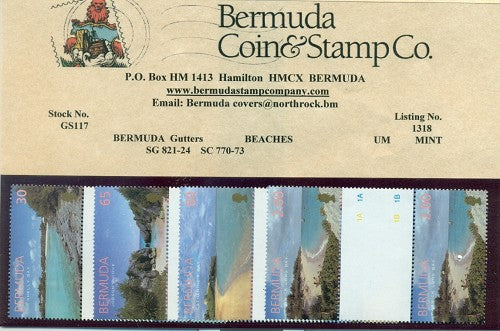 Bermuda
Coin&Stamp Co.
P.O. Box HM 1413 Hamilton HMCX BERMUDA
www.bermudastampcompany.com
Email: Bermuda covers@northrock.bm
Stock No.
GS117
Listing No.
1318
BERMUDA Gutters BEACHES UM MINT
SG 821-24 SC 770-73
30
65
BERMUDA
BERMUDA
BERMUDA
1A 1A
1B 1B
BERMUDA